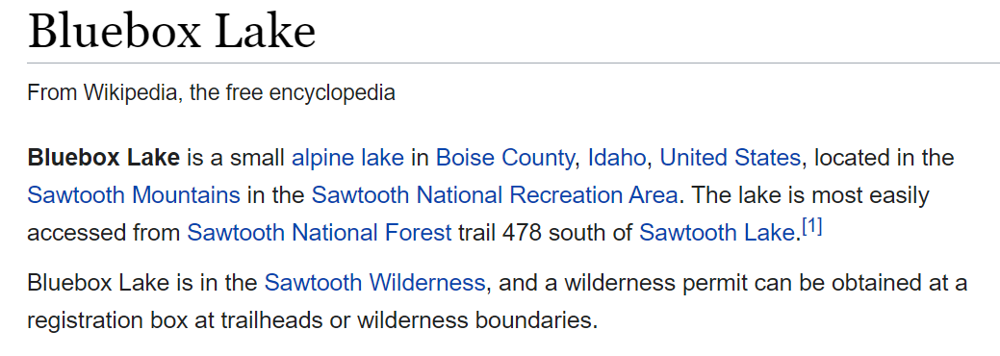 Bluebox Lake
From Wikipedia, the free encyclopedia
Bluebox Lake is a small alpine lake in Boise County, Idaho, United States, located in the
Sawtooth Mountains in the Sawtooth National Recreation Area. The lake is most easily
accessed from Sawtooth National Forest trail 478 south of Sawtooth Lake.[1]
Bluebox Lake is in the Sawtooth Wilderness, and a wilderness permit can be obtained at a
registration box at trailheads or wilderness boundaries.